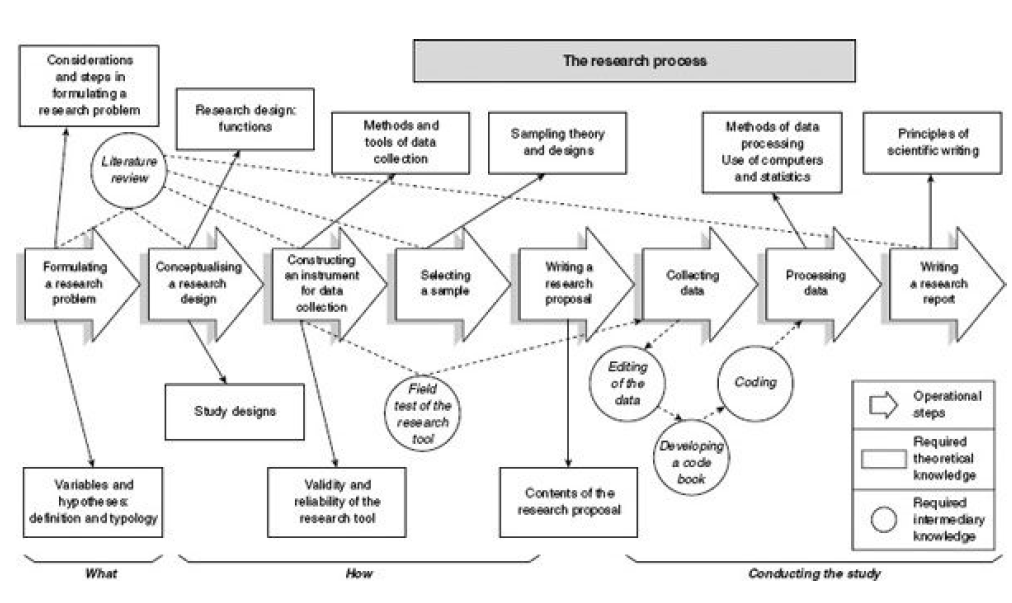 The research process
Considerations
and steps in
formulating a
research problem
Research design:
functions
Methods and
tools of data
collection
Sampling theory
and designs
Methods of data
processing
Use of computers
and statistics
Principles of
scientific writing
Literature
review
Formulating
a research
problem
Conceptualising
a research
design
Constructing
an instrument
for data
collection
Selecting
a sample
Writing a
research
proposal
Collecting
data
Processing
data
Writing
a research
report
Field
test of the
research
tool
Editing
of the
data
Coding
Developing
a code
book
Study designs
Variables and
hypotheses:
definition and typology
Validity and
reliability of the
research tool
Contents of the
research proposal
Operational
steps
Required
theoretical
knowledge
Required
intermediary
knowledge
What
How
Conducting the study